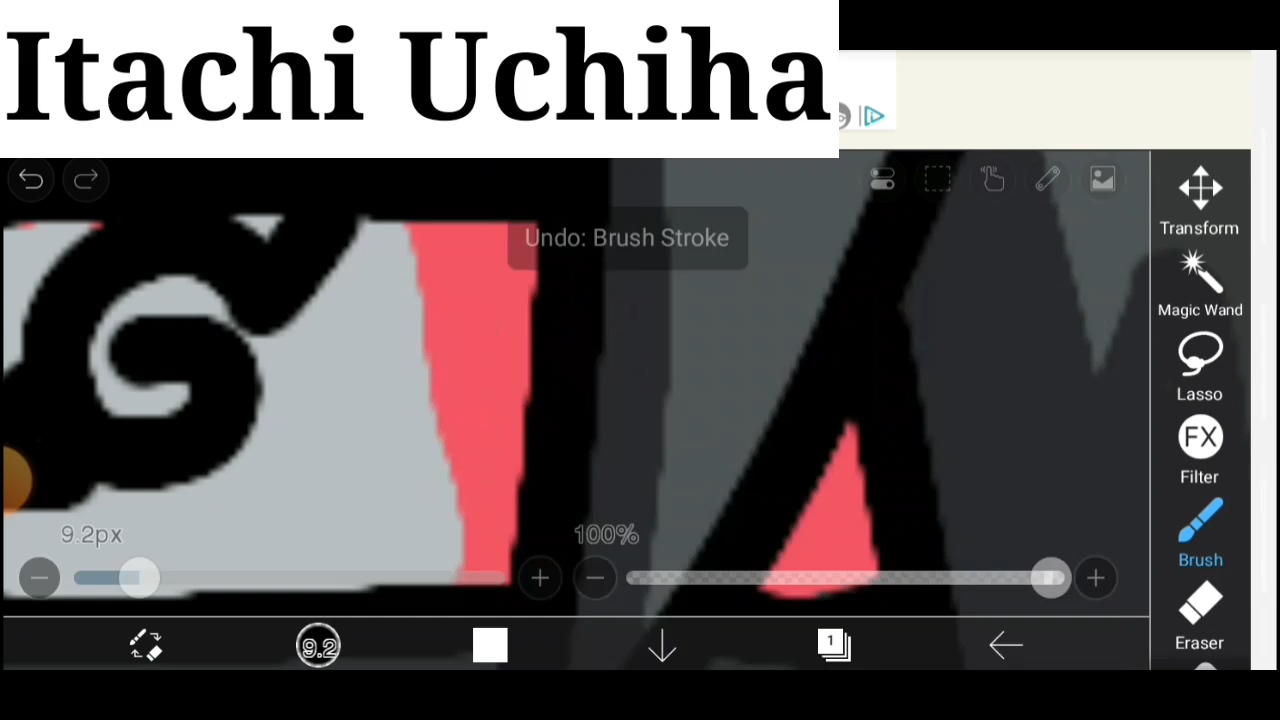 Itachi Uchiha
Undo: Brush Stroke
Transform
Magic Wand
Lasso
FX
Filter
9.2px
100%
Brush
9.2
1
Eraser